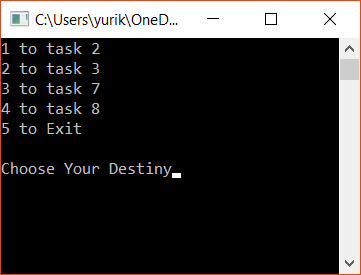 C:\Users\yurik\OneD...
1 to task 2
2 to task 3
3 to task 7
4 to task 8
5 to Exit
Choose Your Destiny